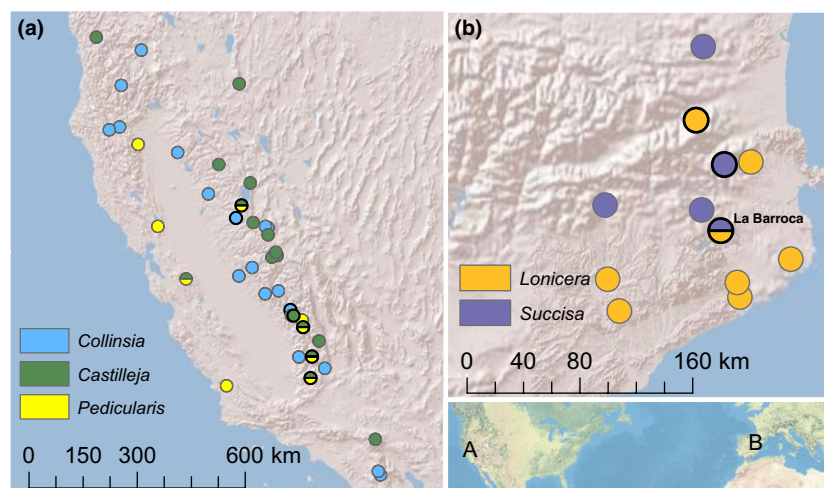 (a)
Collinsia
Castilleja
Pedicularis
0 150 300 600 km
(b)
La Barroca
Lonicera
Succisa
0 40 80 160 km
A B